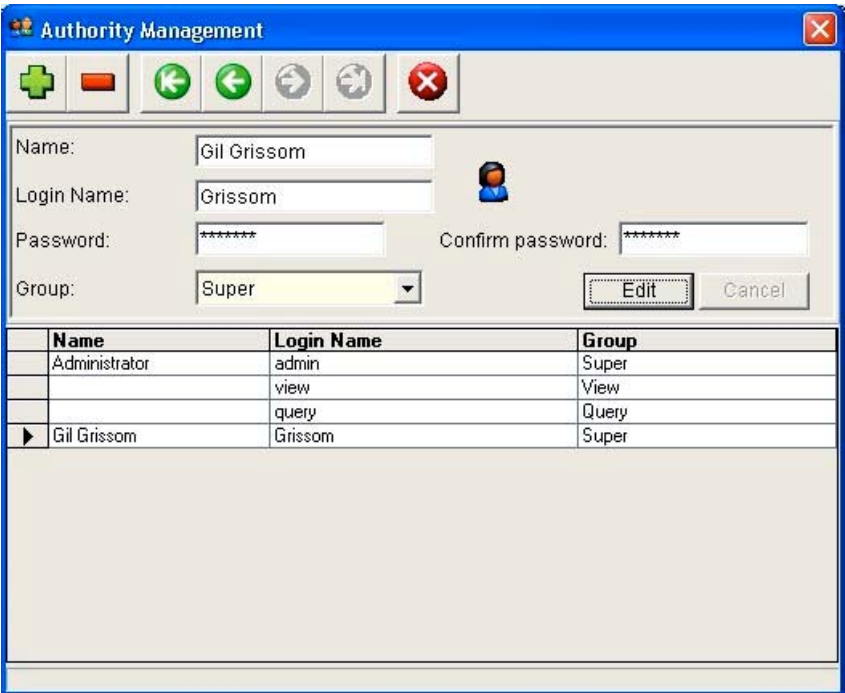 Authority Management
Name: Gil Grissom
Login Name: Grissom
Password: ******* Confirm password: *******
Group: Super Edit Cancel
Name Login Name Group
Administrator admin Super
view View
query Query
Gil Grissom Grissom Super